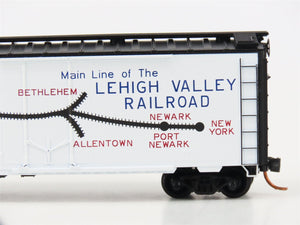 Main Line of The
LEHIGH VALLEY
RAILROAD
BETHLEHEM
NEWARK
NEW
YORK
ALLENTOWN
PORT
NEWARK